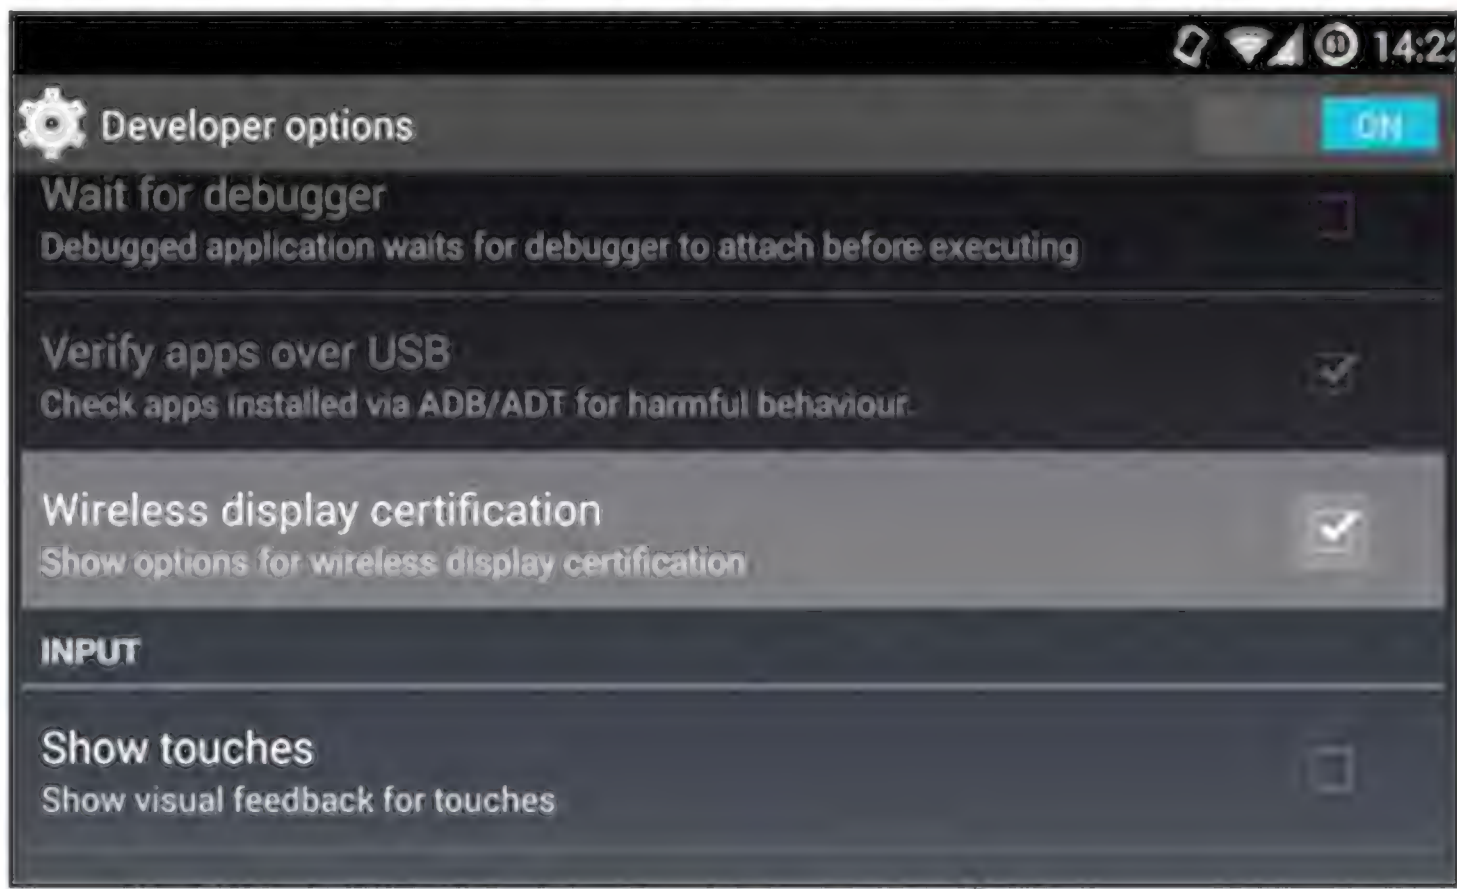 14:22
Developer options
ON
Wait for debugger
Debugged application waits for debugger to attach before executing
Verify apps over USB
Check apps installed via ADB/ADT for harmful behaviour.
Wireless display certification
Show options for wireless display certification
INPUT
Show touches
Show visual feedback for touches